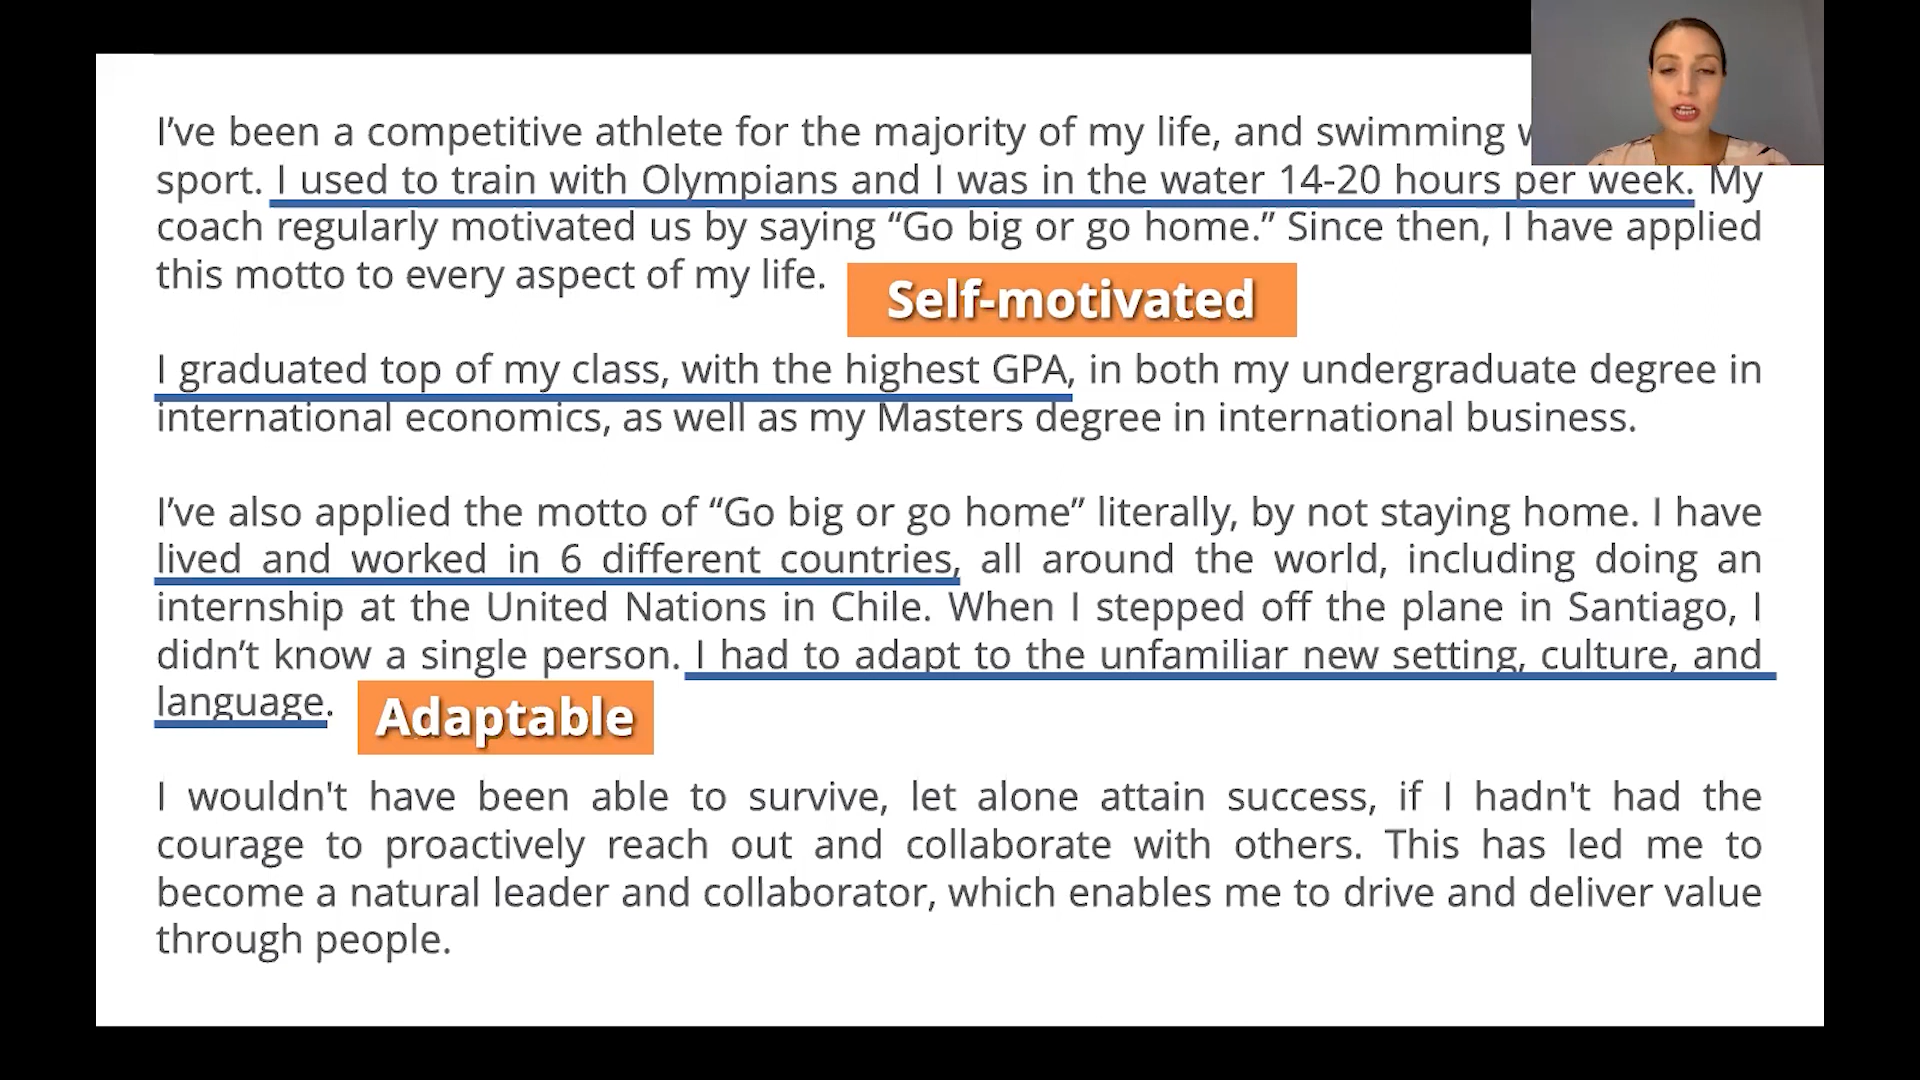 I’ve been a competitive athlete for the majority of my life, and swimming
sport. I used to train with Olympians and I was in the water 14-20 hours per week. My
coach regularly motivated us by saying “Go big or go home.” Since then, I have applied
this motto to every aspect of my life.
Self-motivated
I graduated top of my class, with the highest GPA, in both my undergraduate degree in
international economics, as well as my Masters degree in international business.
I’ve also applied the motto of “Go big or go home” literally, by not staying home. I have
lived and worked in 6 different countries, all around the world, including doing an
internship at the United Nations in Chile. When I stepped off the plane in Santiago, I
didn’t know a single person. I had to adapt to the unfamiliar new setting, culture, and
language.
Adaptable
I wouldn't have been able to survive, let alone attain success, if I hadn't had the
courage to proactively reach out and collaborate with others. This has led me to
become a natural leader and collaborator, which enables me to drive and deliver value
through people.